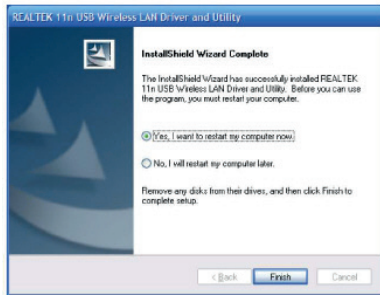 REALTEK 11n USB Wireless LAN Driver and Utility
InstallShield Wizard Complete
The InstallShield Wizard has successfully installed REALTEK
11n USB Wireless LAN Driver and Utility. Before you can use
the program, you must restart your computer.
Yes, I want to restart my computer now.
No, I will restart my computer later.
Remove any disks from their drives, and then click Finish to
complete setup.
< Back Finish Cancel